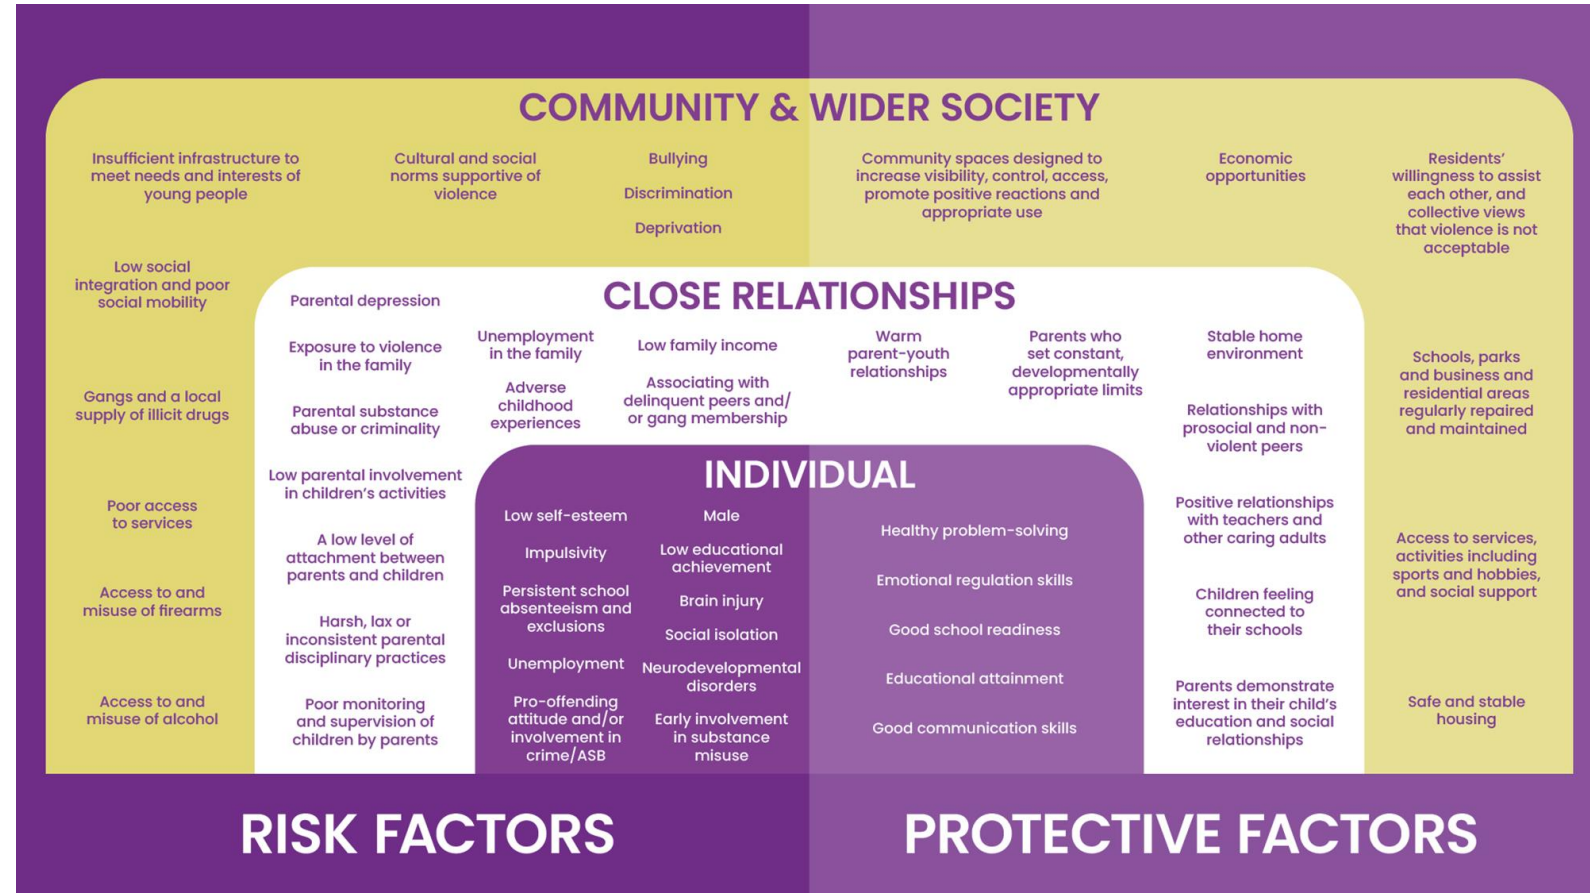 COMMUNITY & WIDER SOCIETY
Insufficient infrastructure to
meet needs and interests of
young people
Cultural and social
norms supportive of
violence
Bullying
Discrimination
Deprivation
Low social
integration and poor
social mobility
Gangs and a local
supply of illicit drugs
Poor access
to services
Access to and
misuse of firearms
Access to and
misuse of alcohol
Community spaces designed to
increase visibility, control, access,
promote positive reactions and
appropriate use
Economic
opportunities
Residents’
willingness to assist
each other, and
collective views
that violence is not
acceptable
Schools, parks
and business and
residential areas
regularly repaired
and maintained
Access to services,
activities including
sports and hobbies,
and social support
Safe and stable
housing
CLOSE RELATIONSHIPS
Parental depression
Exposure to violence
in the family
Parental substance
abuse or criminality
Low parental involvement
in children’s activities
A low level of
attachment between
parents and children
Harsh, lax or
inconsistent parental
disciplinary practices
Poor monitoring
and supervision of
children by parents
Unemployment
in the family
Adverse
childhood
experiences
Low family income
Associating with
delinquent peers and/
or gang membership
Warm
parent-youth
relationships
Parents who
set constant,
developmentally
appropriate limits
Stable home
environment
Relationships with
prosocial and non-
violent peers
Positive relationships
with teachers and
other caring adults
Children feeling
connected to
their schools
Parents demonstrate
interest in their child’s
education and social
relationships
INDIVIDUAL
Low self-esteem
Impulsivity
Persistent school
absenteeism and
exclusions
Unemployment
Pro-offending
attitude and/or
involvement in
crime/ASB
Male
Low educational
achievement
Brain injury
Social isolation
Neurodevelopmental
disorders
Early involvement
in substance
misuse
Healthy problem-solving
Emotional regulation skills
Good school readiness
Educational attainment
Good communication skills
RISK FACTORS
PROTECTIVE FACTORS